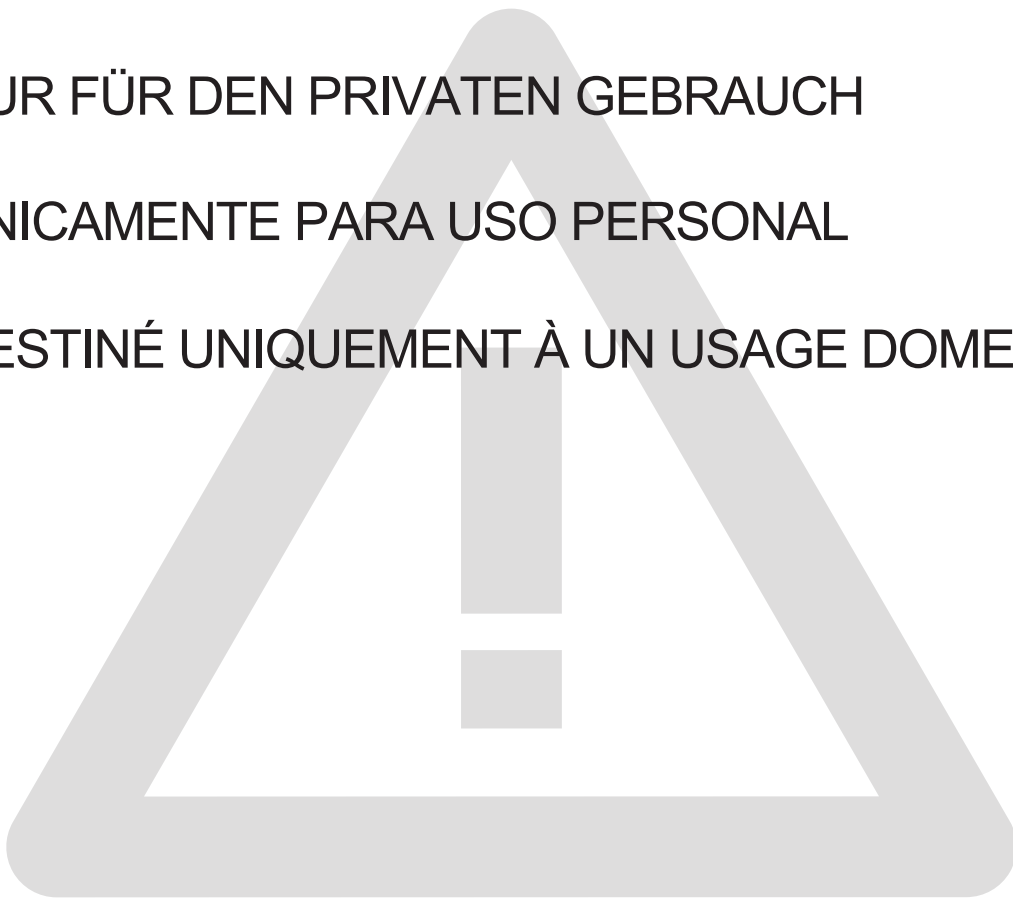 UR FÜR DEN PRIVATEN GEBRAUCH
NICAMENTE PARA USO PERSONAL
ESTINÉ UNIQUEMENT À UN USAGE DOME